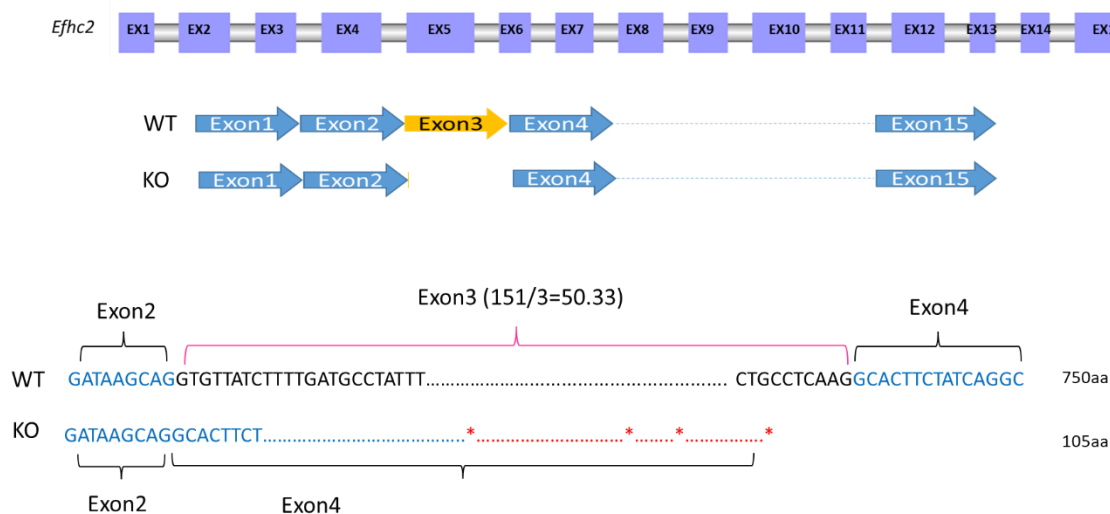 Efhc2 EX1 EX2 EX3 EX4 EX5 EX6 EX7 EX8 EX9 EX10 EX11 EX12 EX13 EX14
WT Exon1 Exon2 Exon3 Exon4 Exon15
KO Exon1 Exon2 Exon4 Exon15
Exon2 Exon3 (151/3=50.33) Exon4
WT GATAAGCAGGTGTTATCTTTTGATGCCTATTT.................................................... CTGCCTCAAGGCACTTCTATCAGGC 750aa
KO GATAAGCAGGCACTTCT...................................*..........................*........*................* 105aa
Exon2 Exon4